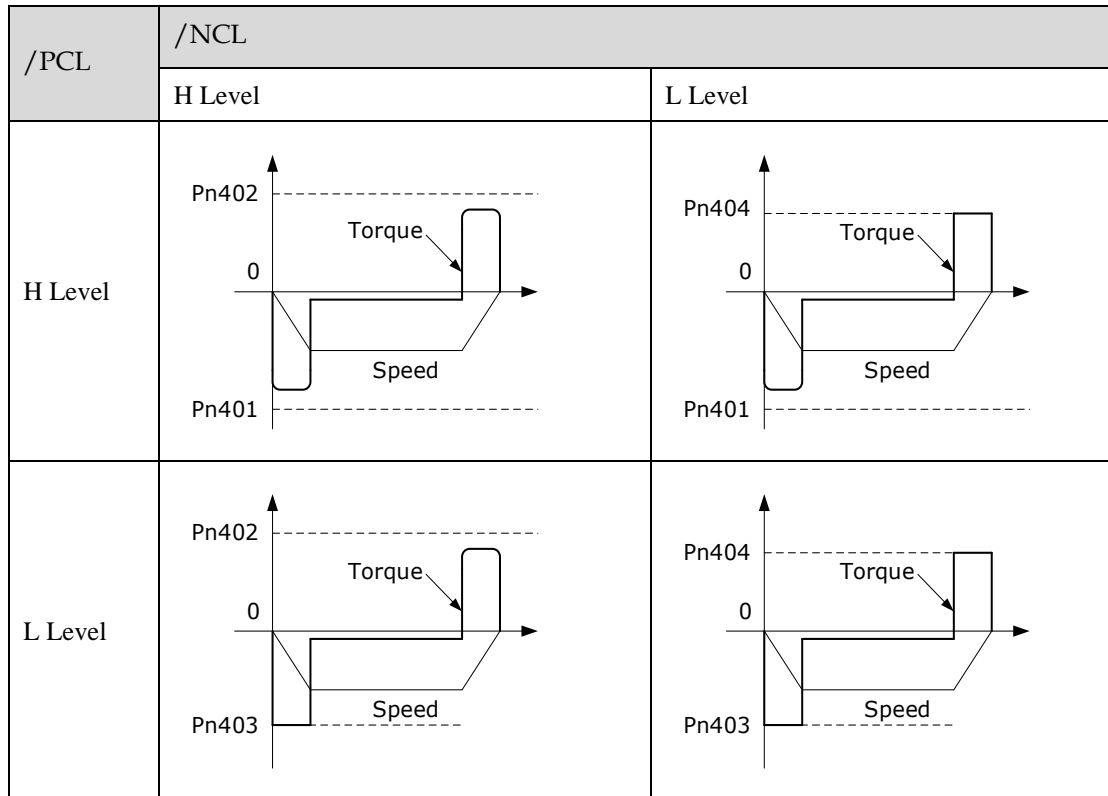 /PCL
/NCL
H Level
L Level
H Level
Pn402
Torque
0
Speed
Pn401
Pn404
Torque
0
Speed
Pn401
L Level
Pn402
Torque
0
Speed
Pn403
Pn404
Torque
0
Speed
Pn403